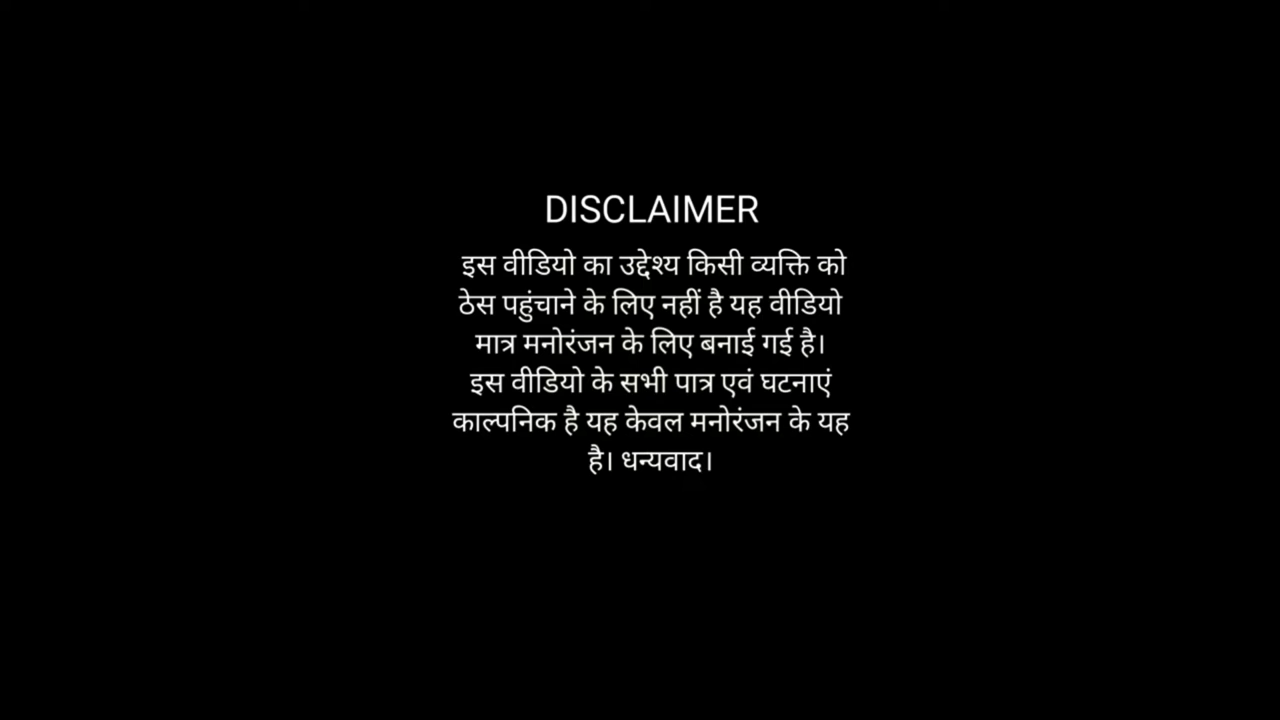 DISCLAIMER
इस वीडियो का उद्देश्य किसी व्यक्ति को
ठेस पहुंचाने के लिए नहीं है यह वीडियो
मात्र मनोरंजन के लिए बनाई गई है।
इस वीडियो के सभी पात्र एवं घटनाएं
काल्पनिक है यह केवल मनोरंजन के यह
है। धन्यवाद।